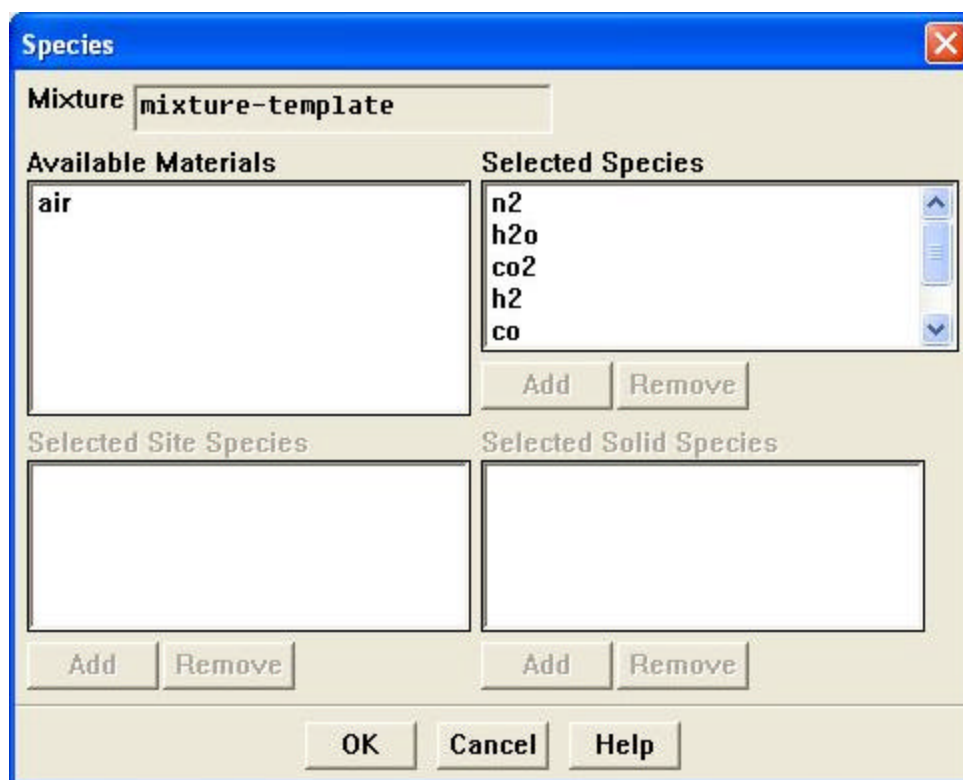 Species
Mixture mixture-template
Available Materials
air
Selected Species
n2
h2o
co2
h2
co
Add Remove
Selected Site Species
Add Remove
Selected Solid Species
Add Remove
OK Cancel Help